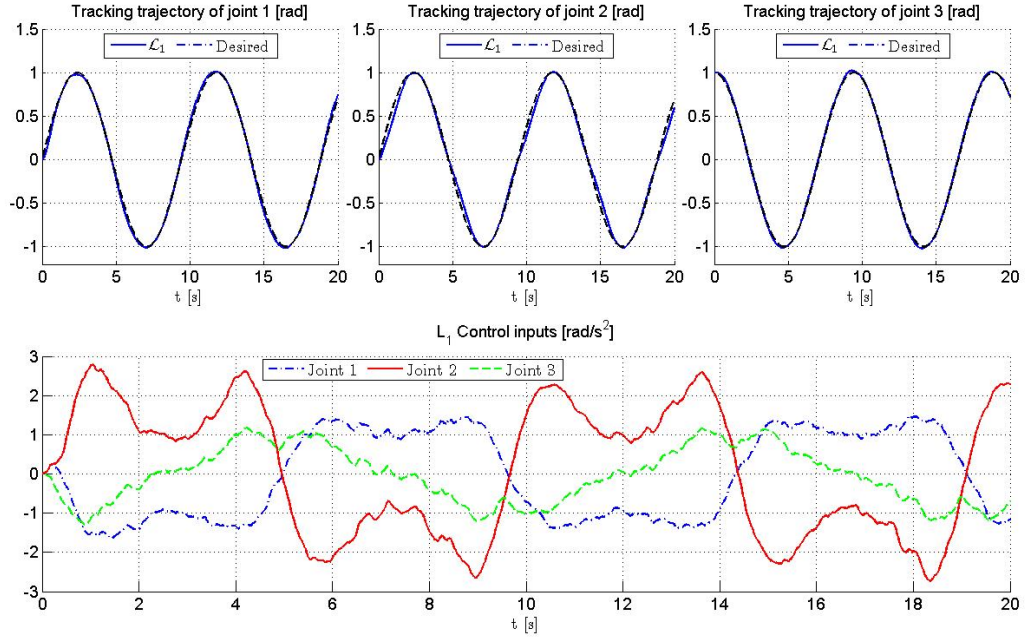 Tracking trajectory of joint 1 [rad]
1.5
1
0.5
0
-0.5
-1
0 5 10 15 20
t [s]
ℒ1 Desired
Tracking trajectory of joint 2 [rad]
1.5
1
0.5
0
-0.5
-1
0 5 10 15 20
t [s]
ℒ1 Desired
Tracking trajectory of joint 3 [rad]
1.5
1
0.5
0
-0.5
-1
0 5 10 15 20
t [s]
ℒ1 Desired
L1 Control inputs [rad/s²]
Joint 1 Joint 2 Joint 3
3
2
1
0
-1
-2
-3
0 2 4 6 8 10 12 14 16 18 20
t [s]